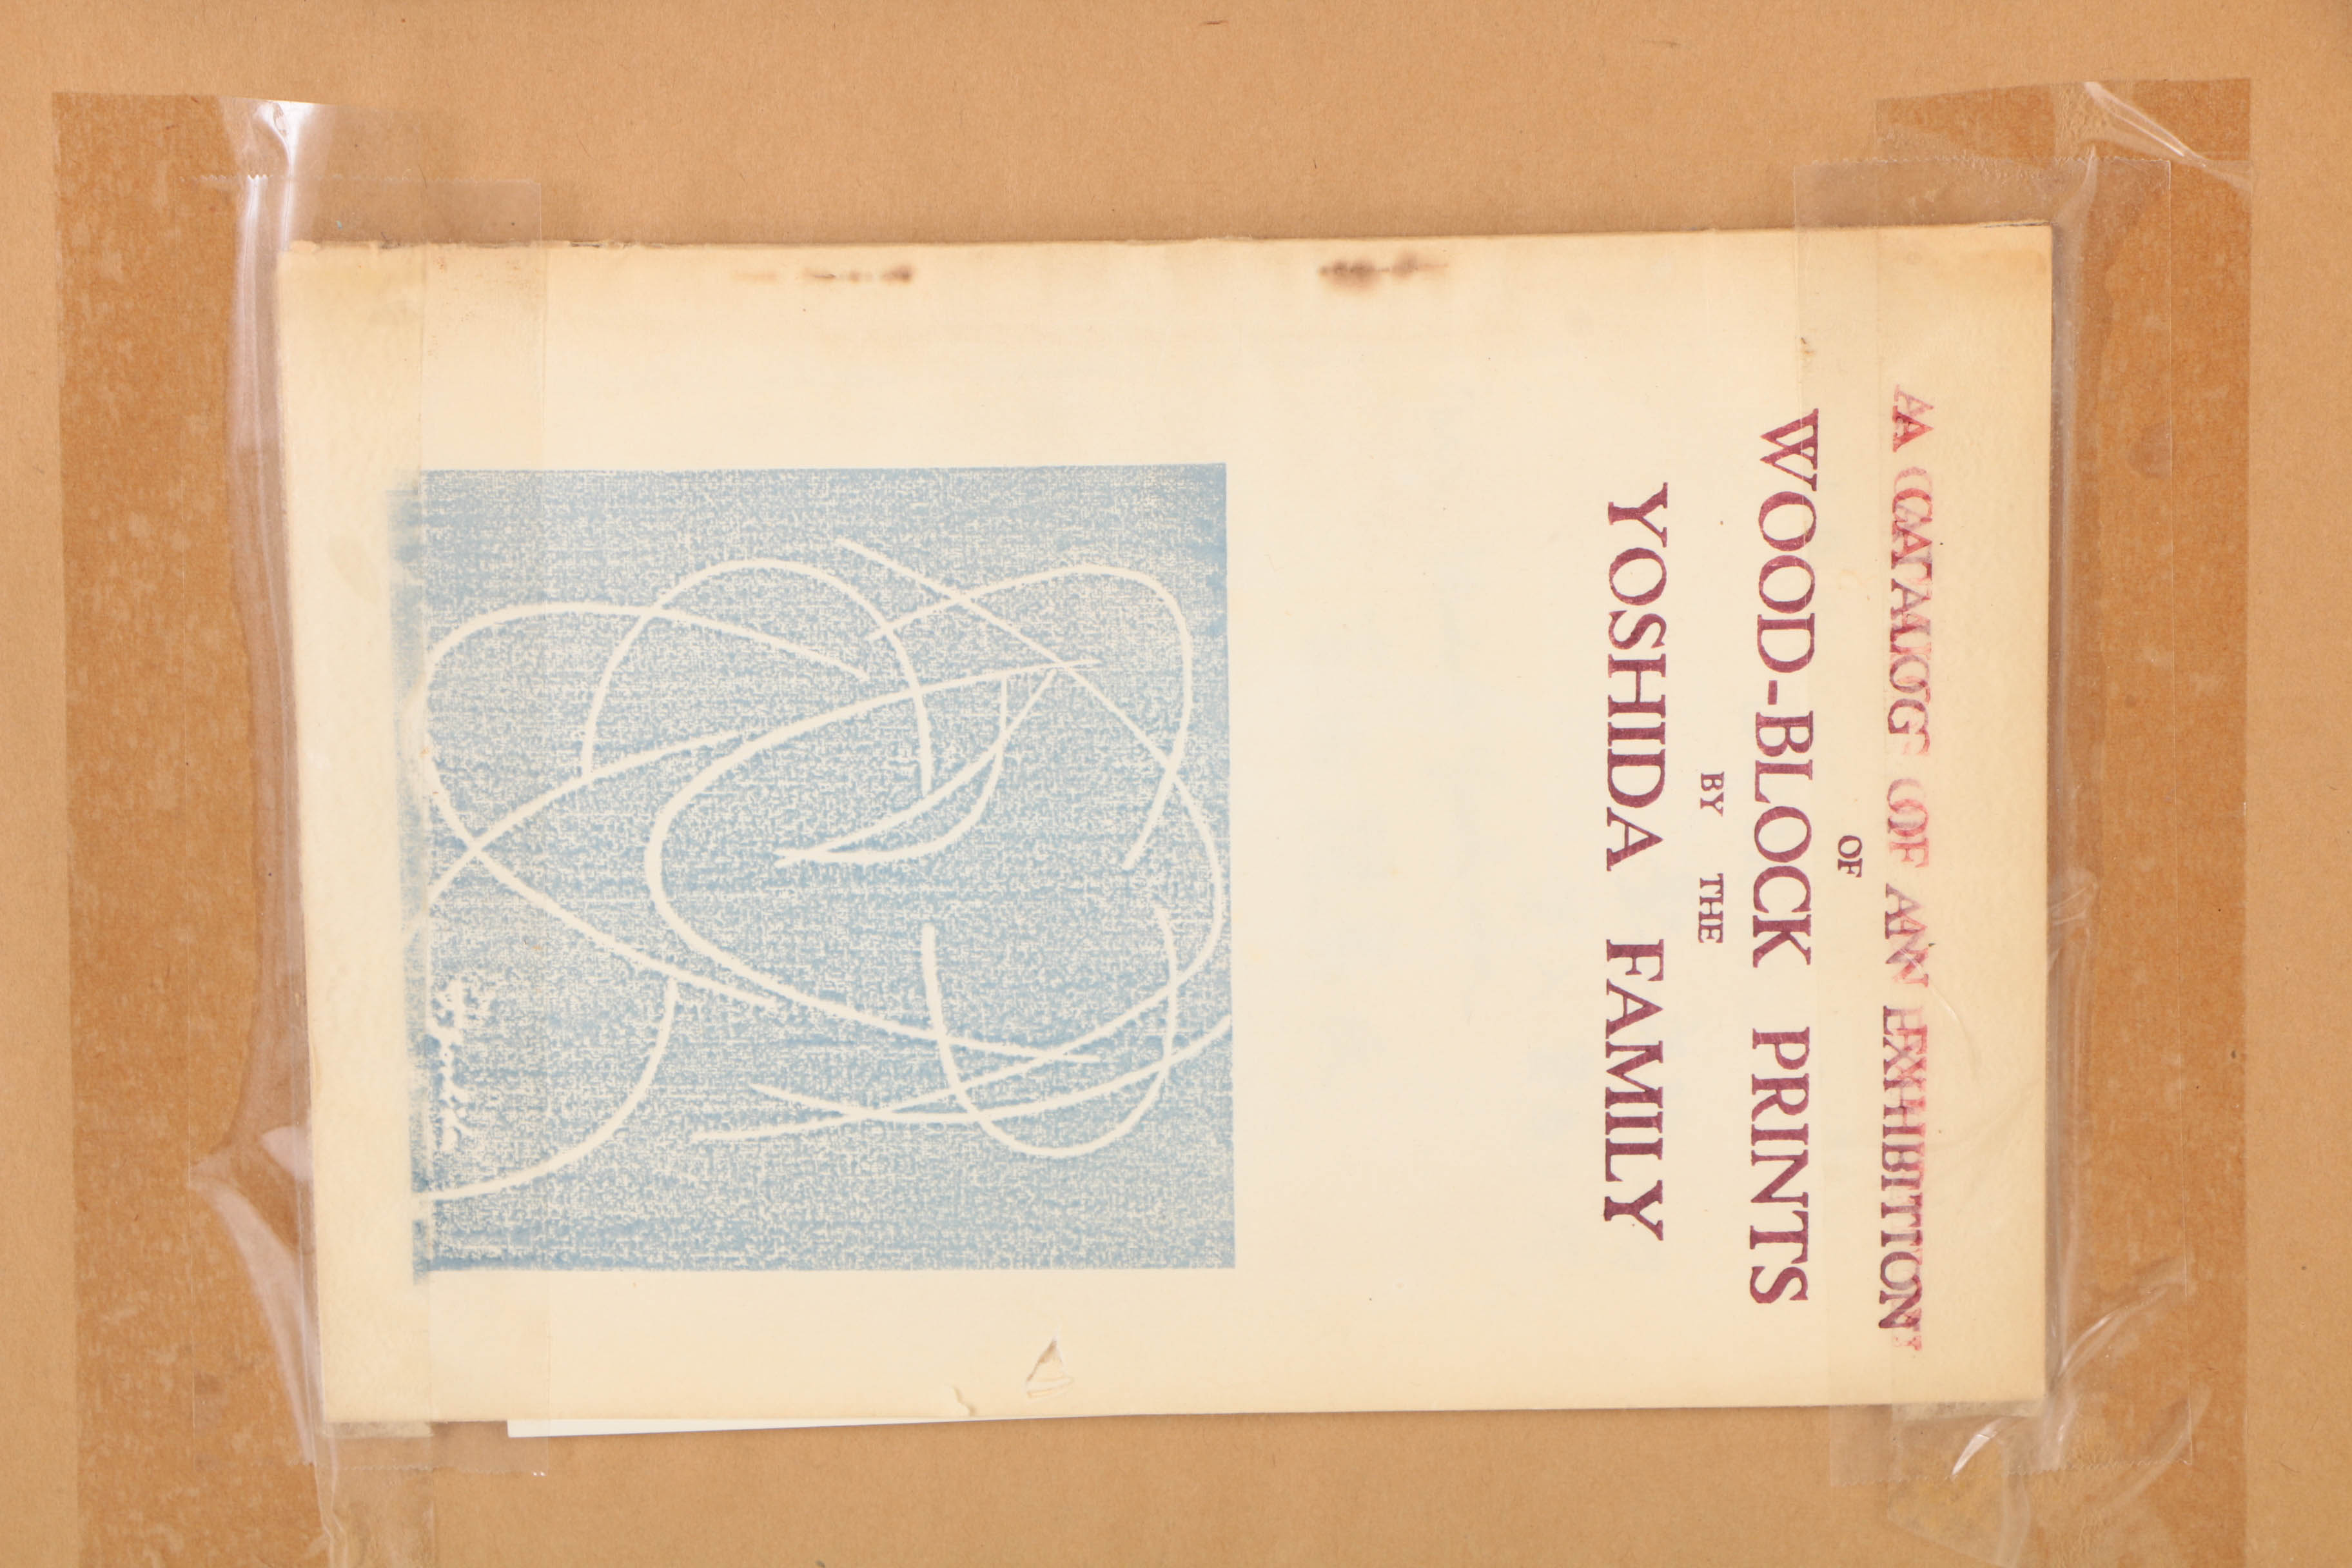 A CATALOG OF AN EXHIBITION
OF
WOOD-BLOCK PRINTS
BY THE
YOSHIDA FAMILY